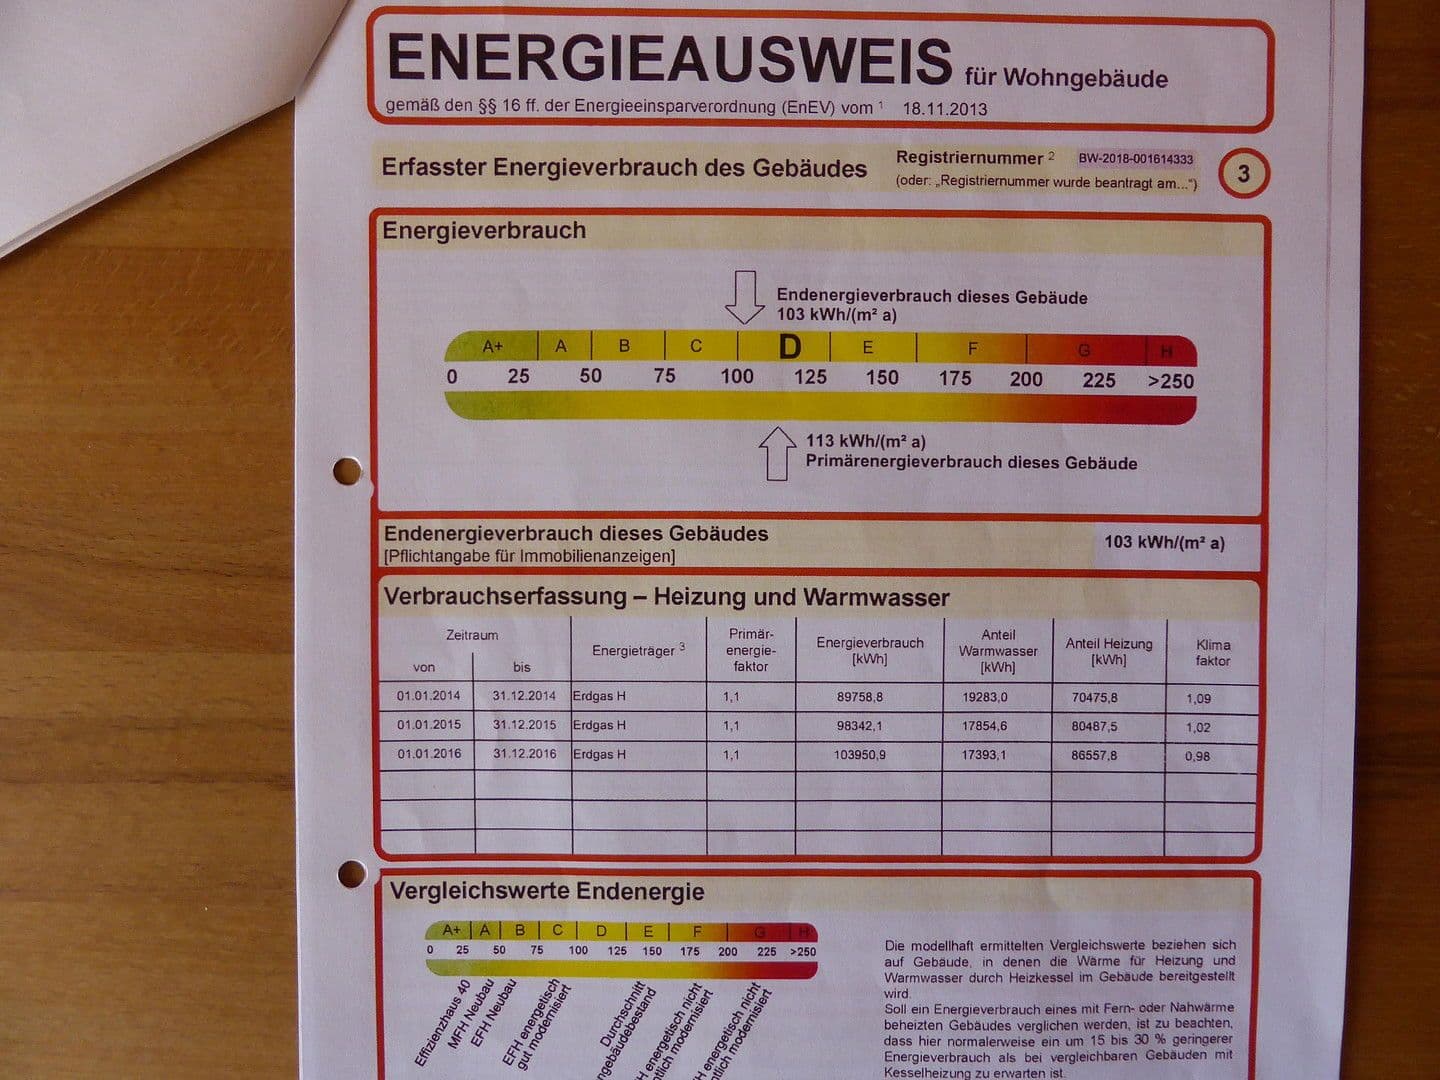 ENERGIEAUSWEIS für Wohngebäude
gemäß den §§ 16 ff. der Energieeinsparverordnung (EnEV) vom ¹ 18.11.2013
Erfasster Energieverbrauch des Gebäudes
Registriernummer ² BW-2018-001614333
(oder: „Registriernummer wurde beantragt am...“)
3
Energieverbrauch
Endenergieverbrauch dieses Gebäude
103 kWh/(m² a)
A+ A B C D E F G H
0 25 50 75 100 125 150 175 200 225 >250
113 kWh/(m² a)
Primärenergieverbrauch dieses Gebäude
Endenergieverbrauch dieses Gebäudes
[Pflichtangabe für Immobilienanzeigen]
103 kWh/(m² a)
Verbrauchserfassung – Heizung und Warmwasser
Zeitraum
von bis
Energieträger ³
Primär-
energie-
faktor
Energieverbrauch
[kWh]
Anteil
Warmwasser
[kWh]
Anteil Heizung
[kWh]
Klima
faktor
01.01.2014 31.12.2014 Erdgas H 1,1 89758,8 19283,0 70475,8 1,09
01.01.2015 31.12.2015 Erdgas H 1,1 98342,1 17854,6 80487,5 1,02
01.01.2016 31.12.2016 Erdgas H 1,1 103950,9 17393,1 86557,8 0,98
Vergleichswerte Endenergie
A+ A B C D E F G H
0 25 50 75 100 125 150 175 200 225 >250
Effizienzhaus 40
MFH Neubau
EFH Neubau
EFH energetisch
gut modernisiert
Durchschnitt
ngebäudebestand
energetisch nicht
tlich modernisiert
energetisch nicht
tlich modernisiert
Die modellhaft ermittelten Vergleichswerte beziehen sich
auf Gebäude, in denen die Wärme für Heizung und
Warmwasser durch Heizkessel im Gebäude bereitgestellt
wird.
Soll ein Energieverbrauch eines mit Fern- oder Nahwärme
beheizten Gebäudes verglichen werden, ist zu beachten,
dass hier normalerweise ein um 15 bis 30 % geringerer
Energieverbrauch als bei vergleichbaren Gebäuden mit
Kesselheizung zu erwarten ist.